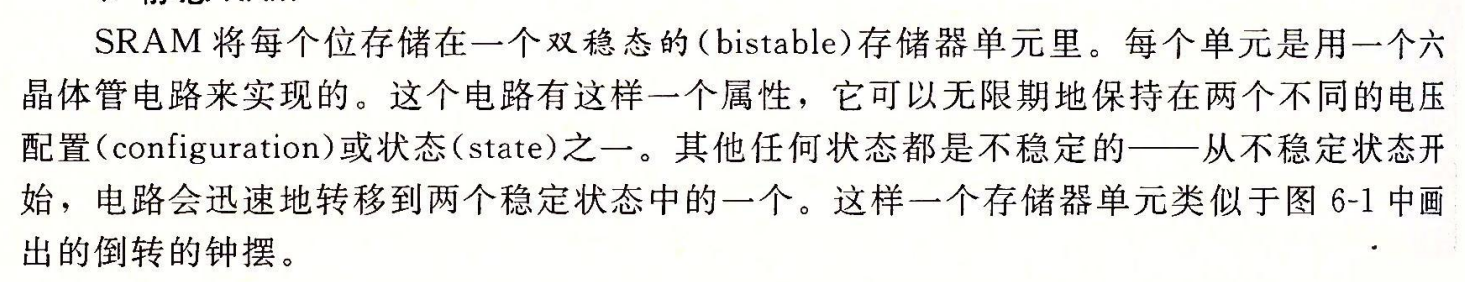 SRAM 将每个位存储在一个双稳态的(bistable)存储器单元里。每个单元是用一个六
晶体管电路来实现的。这个电路有这样一个属性，它可以无限期地保持在两个不同的电压
配置(configuration)或状态(state)之一。其他任何状态都是不稳定的——从不稳定状态开
始，电路会迅速地转移到两个稳定状态中的一个。这样一个存储器单元类似于图 6-1 中画
出的倒转的钟摆。